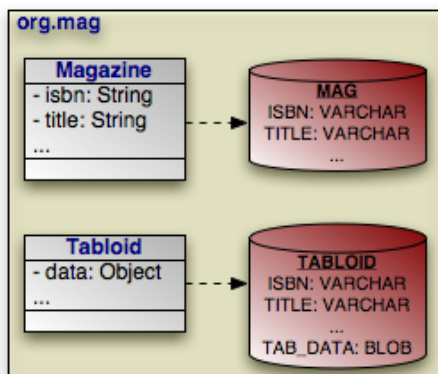 org.mag
Magazine
- isbn: String
- title: String
...
MAG
ISBN: VARCHAR
TITLE: VARCHAR
...
Tabloid
- data: Object
...
TABLOID
ISBN: VARCHAR
TITLE: VARCHAR
...
TAB_DATA: BLOB